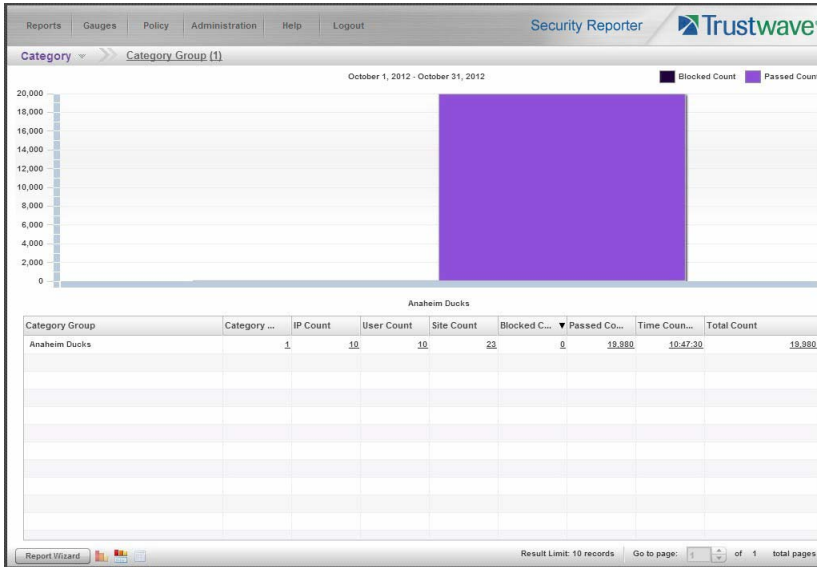 Reports Gauges Policy Administration Help Logout Security Reporter Trustwave®
Category Category Group (1)
October 1, 2012 - October 31, 2012 Blocked Count Passed Count
20,000
18,000
16,000
14,000
12,000
10,000
8,000
6,000
4,000
2,000
0
Anaheim Ducks
Category Group Category ... IP Count User Count Site Count Blocked C... ▼ Passed Co... Time Coun... Total Count
Anaheim Ducks 1 10 10 23 0 19,980 10:47:30 19,980
Report Wizard Result Limit: 10 records Go to page: 1 of 1 total pages